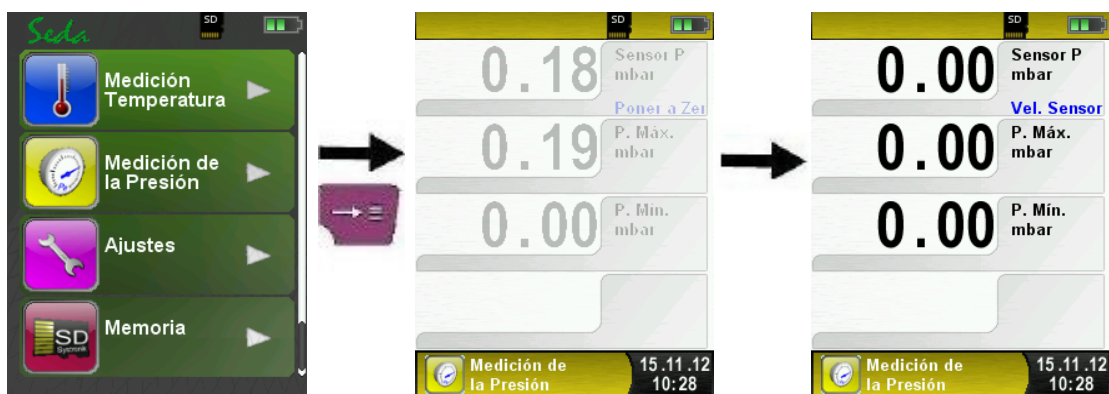 Seda
SD
Medición
Temperatura
Medición de
la Presión
Ajustes
Memoria
SD
Systronik
SD
0.18
Sensor P
mbar
Poner a Zer
0.19
P. Máx.
mbar
0.00
P. Mín.
mbar
Medición de
la Presión
15.11.12
10:28
SD
0.00
Sensor P
mbar
Vel. Sensor
0.00
P. Máx.
mbar
0.00
P. Mín.
mbar
Medición de
la Presión
15.11.12
10:28